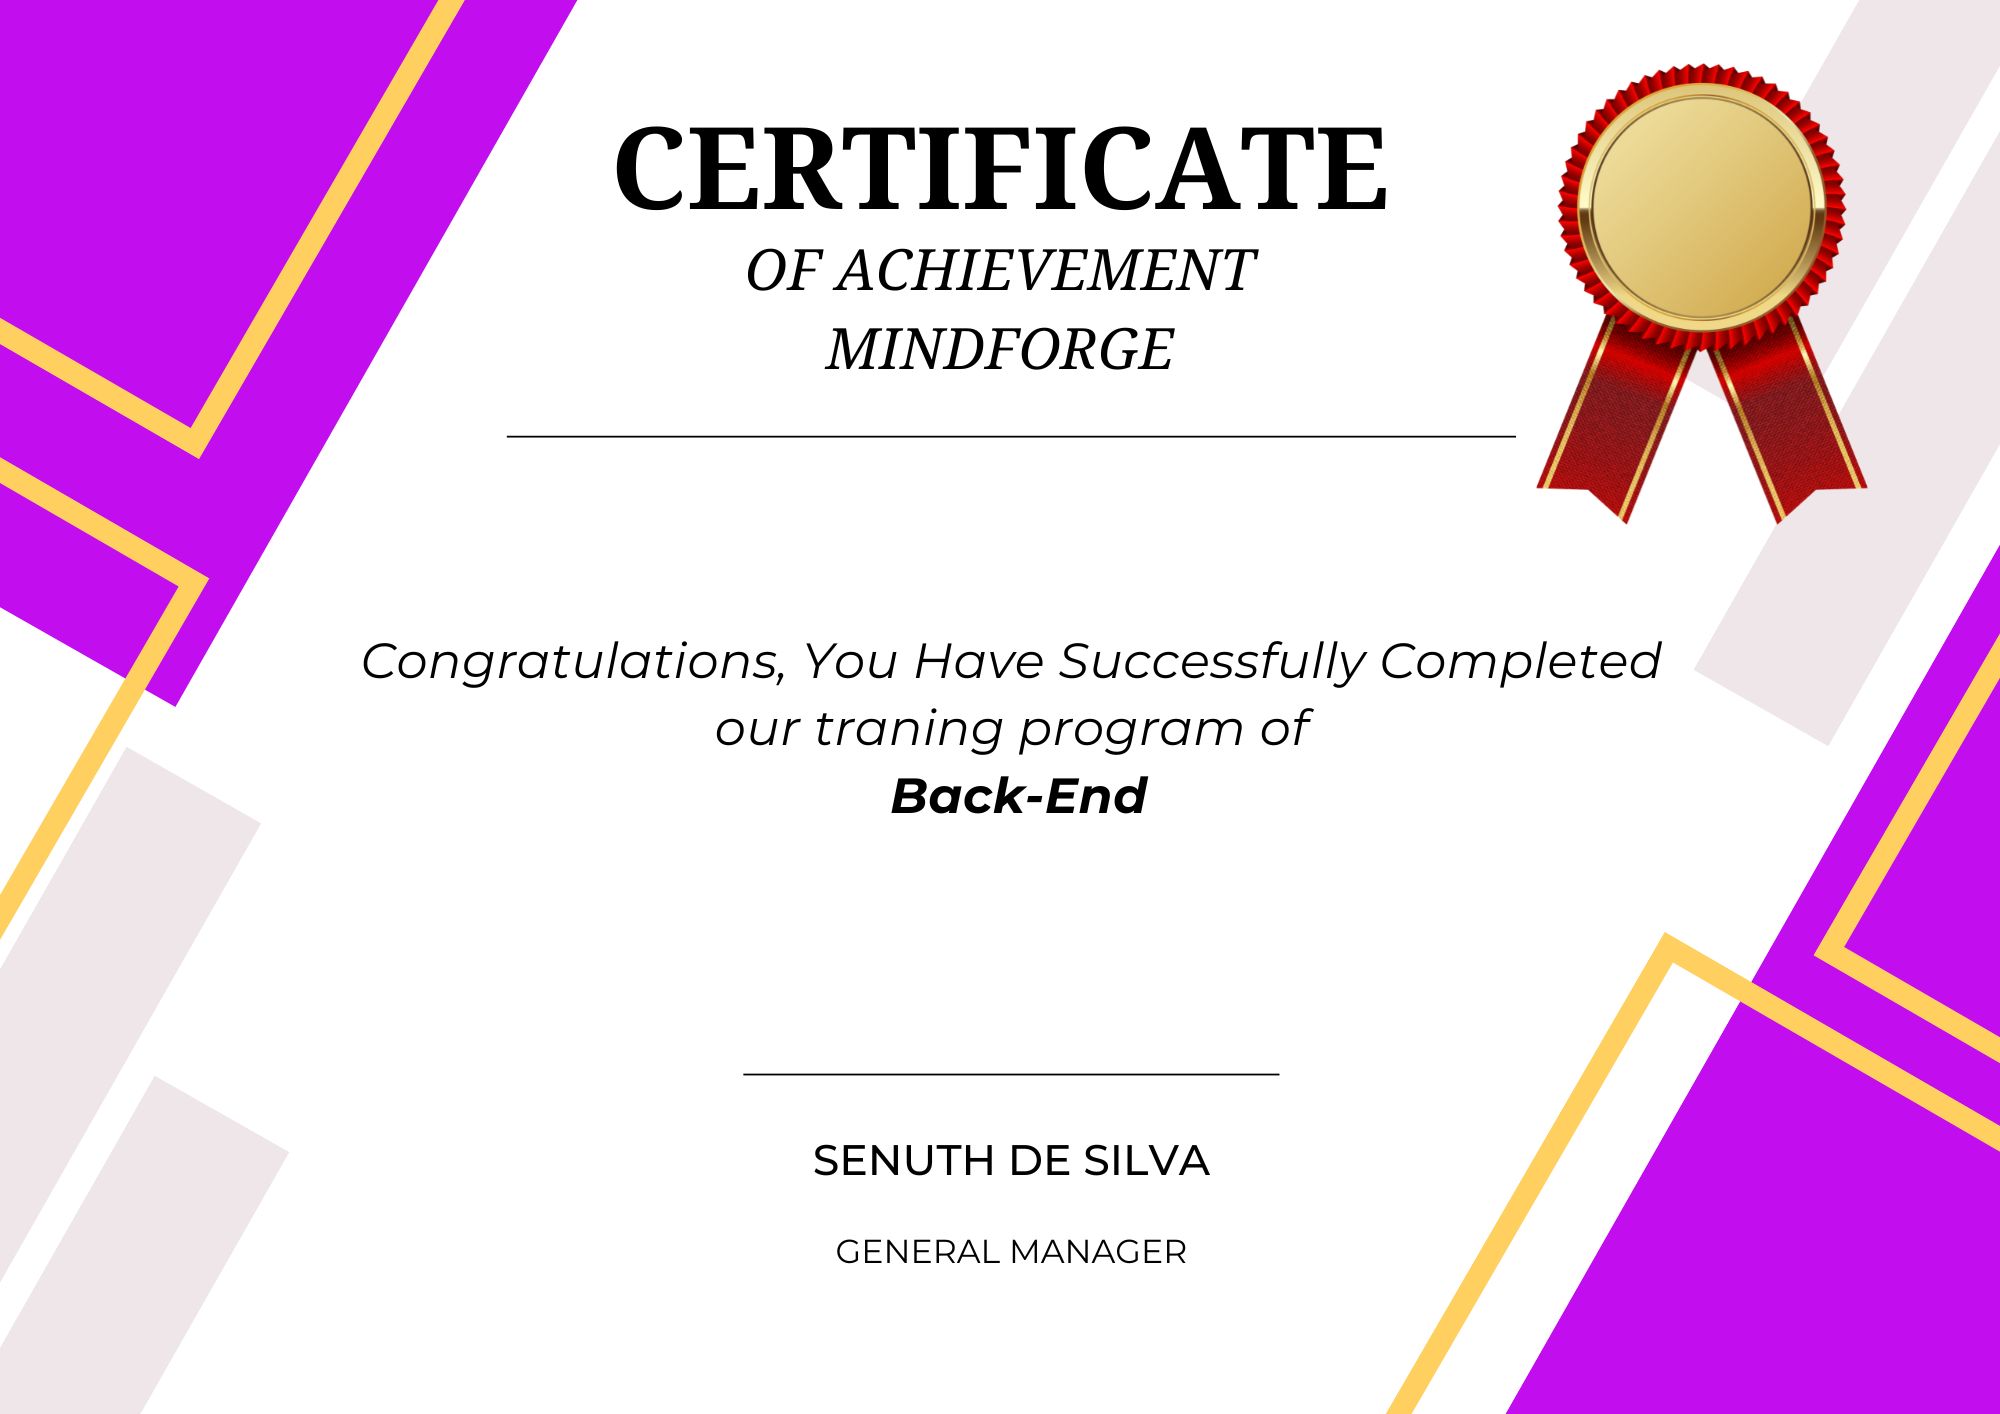 CERTIFICATE
OF ACHIEVEMENT
MINDFORGE
Congratulations, You Have Successfully Completed
our traning program of
Back-End
SENUTH DE SILVA
GENERAL MANAGER